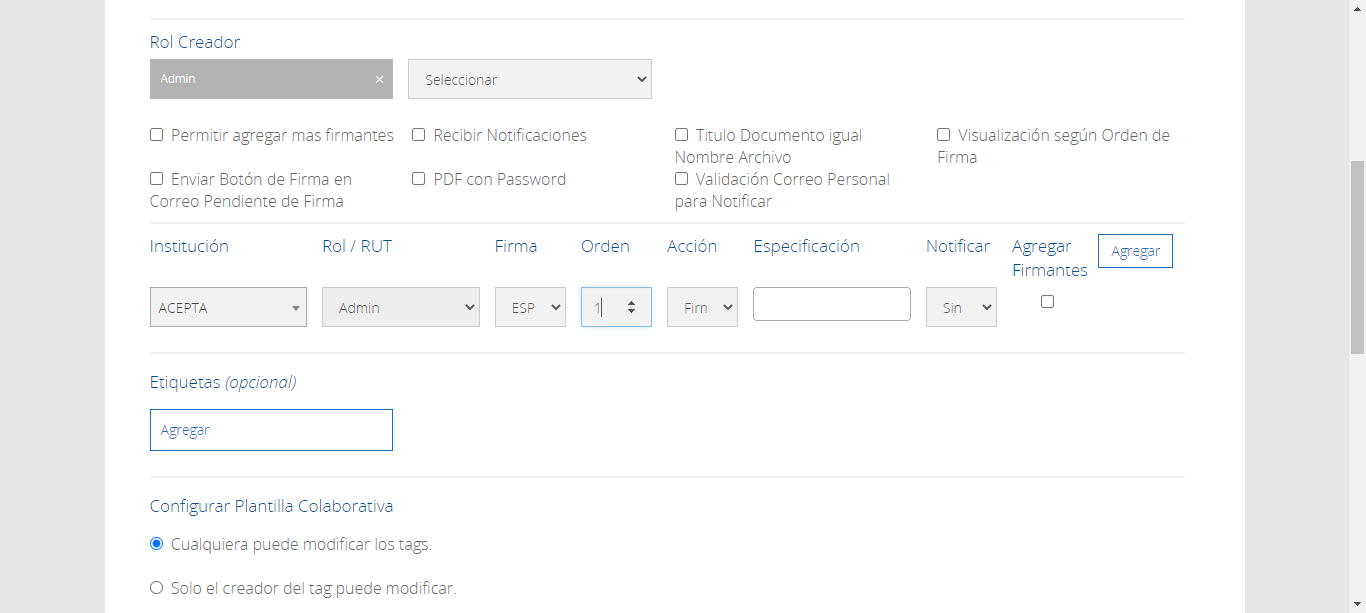 Rol Creador
Admin ×
Seleccionar
Permitir agregar mas firmantes
Recibir Notificaciones
Titulo Documento igual
Nombre Archivo
Visualización según Orden de
Firma
Enviar Botón de Firma en
Correo Pendiente de Firma
PDF con Password
Validación Correo Personal
para Notificar
Institución
Rol / RUT
Firma
Orden
Acción
Especificación
Notificar
Agregar
Firmantes
Agregar
ACEPTA
Admin
ESP
1
Firn
Sin
Etiquetas (opcional)
Agregar
Configurar Plantilla Colaborativa
Cualquiera puede modificar los tags.
Solo el creador del tag puede modificar.